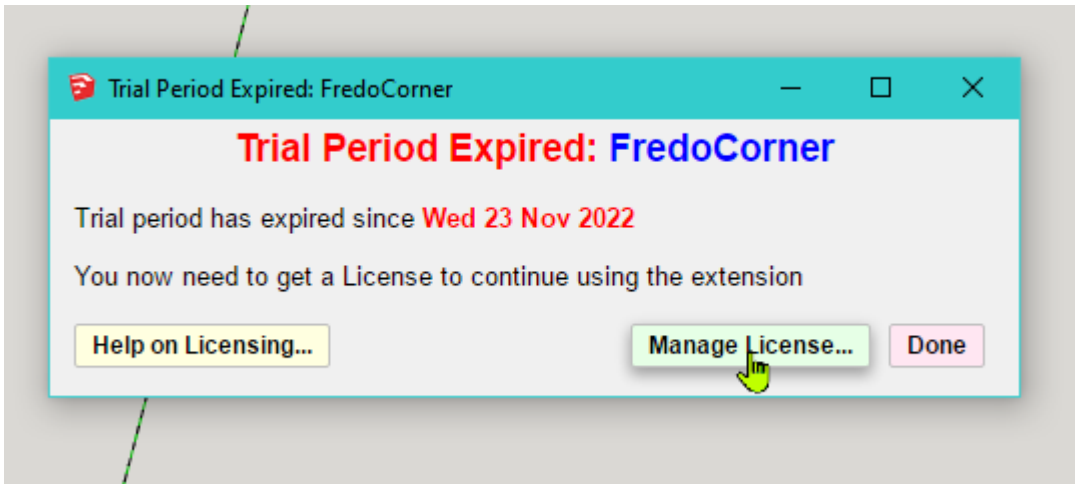 Trial Period Expired: FredoCorner
Trial Period Expired: FredoCorner
Trial period has expired since Wed 23 Nov 2022
You now need to get a License to continue using the extension
Help on Licensing... Manage License... Done